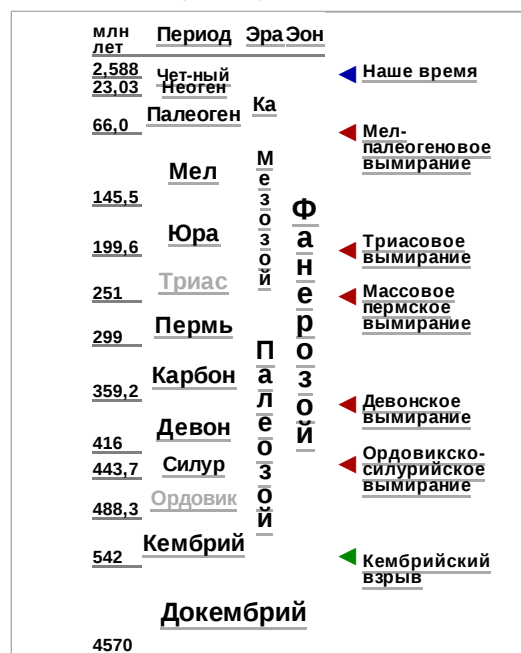 млн лет Период Эра Эон
2,588 Чет-ный
Наше время
23,03 Неоген
Палеоген Ка
66,0
Мел-
палеогеновое
вымирание
Мел
Мезозой
145,5
Фанерозой
Юра
199,6
Триасовое
вымирание
Триас
251
Массовое
пермское
вымирание
Пермь
299
Палеозой
Карбон
359,2
Девонское
вымирание
Девон
416
Силур
443,7
Ордовикско-
силурийское
вымирание
Ордовик
488,3
Кембрий
542
Кембрийский
взрыв
Докембрий
4570